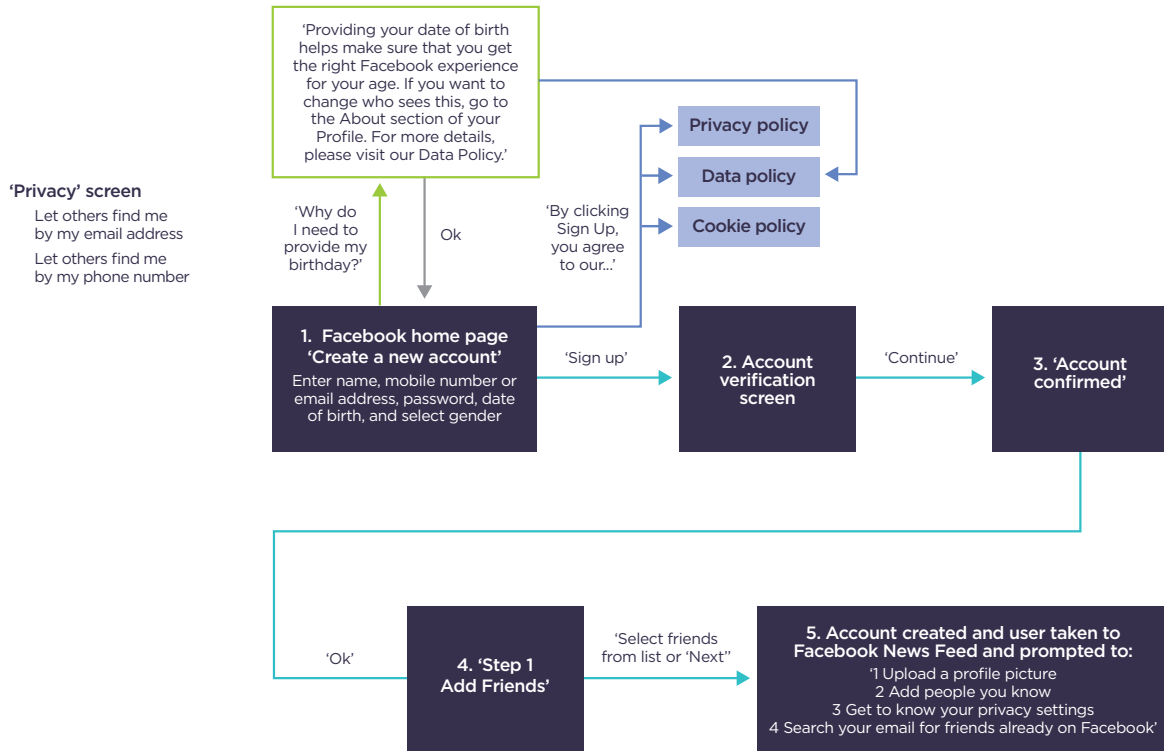 ‘Providing your date of birth
helps make sure that you get
the right Facebook experience
for your age. If you want to
change who sees this, go to
the About section of your
Profile. For more details,
please visit our Data Policy.’
Privacy policy
Data policy
Cookie policy
‘Privacy’ screen
Let others find me
by my email address
Let others find me
by my phone number
‘Why do
I need to
provide my
birthday?’
Ok
‘By clicking
Sign Up,
you agree
to our...’
1. Facebook home page
‘Create a new account’
Enter name, mobile number or
email address, password, date
of birth, and select gender
‘Sign up’
2. Account
verification
screen
‘Continue’
3. ‘Account
confirmed’
‘Ok’
4. ‘Step 1
Add Friends’
‘Select friends
from list or ‘Next’’
5. Account created and user taken to
Facebook News Feed and prompted to:
‘1 Upload a profile picture
2 Add people you know
3 Get to know your privacy settings
4 Search your email for friends already on Facebook’